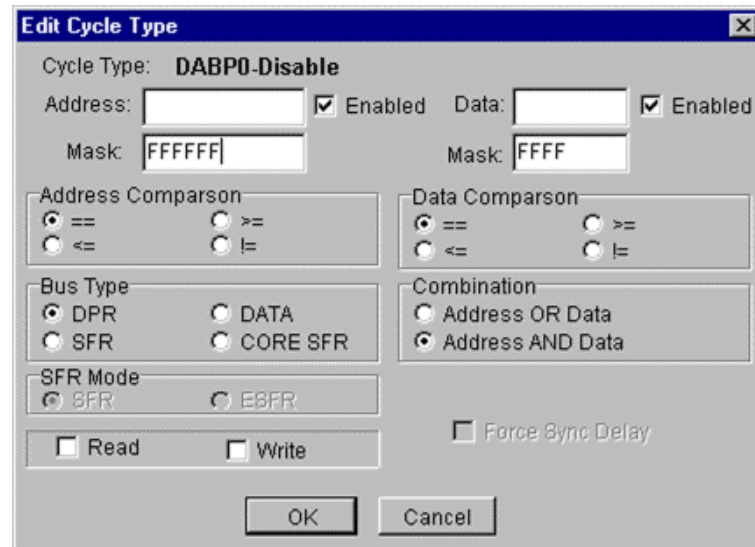 Edit Cycle Type
Cycle Type: DABP0-Disable
Address: Enabled Data: Enabled
Mask: FFFFFF Mask: FFFF
Address Comparson Data Comparson
== >= == >=
<= != <= !=
Bus Type Combination
DPR DATA Address OR Data
SFR CORE SFR Address AND Data
SFR Mode
SFR ESFR
Read Write Force Sync Delay
OK Cancel